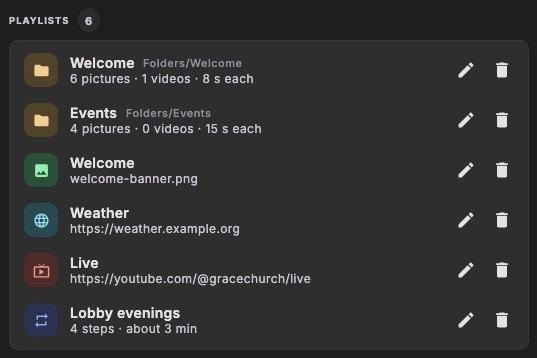 PLAYLISTS 6
Welcome Folders/Welcome
6 pictures · 1 videos · 8 s each
Events Folders/Events
4 pictures · 0 videos · 15 s each
Welcome
welcome-banner.png
Weather
https://weather.example.org
Live
https://youtube.com/@gracechurch/live
Lobby evenings
4 steps · about 3 min